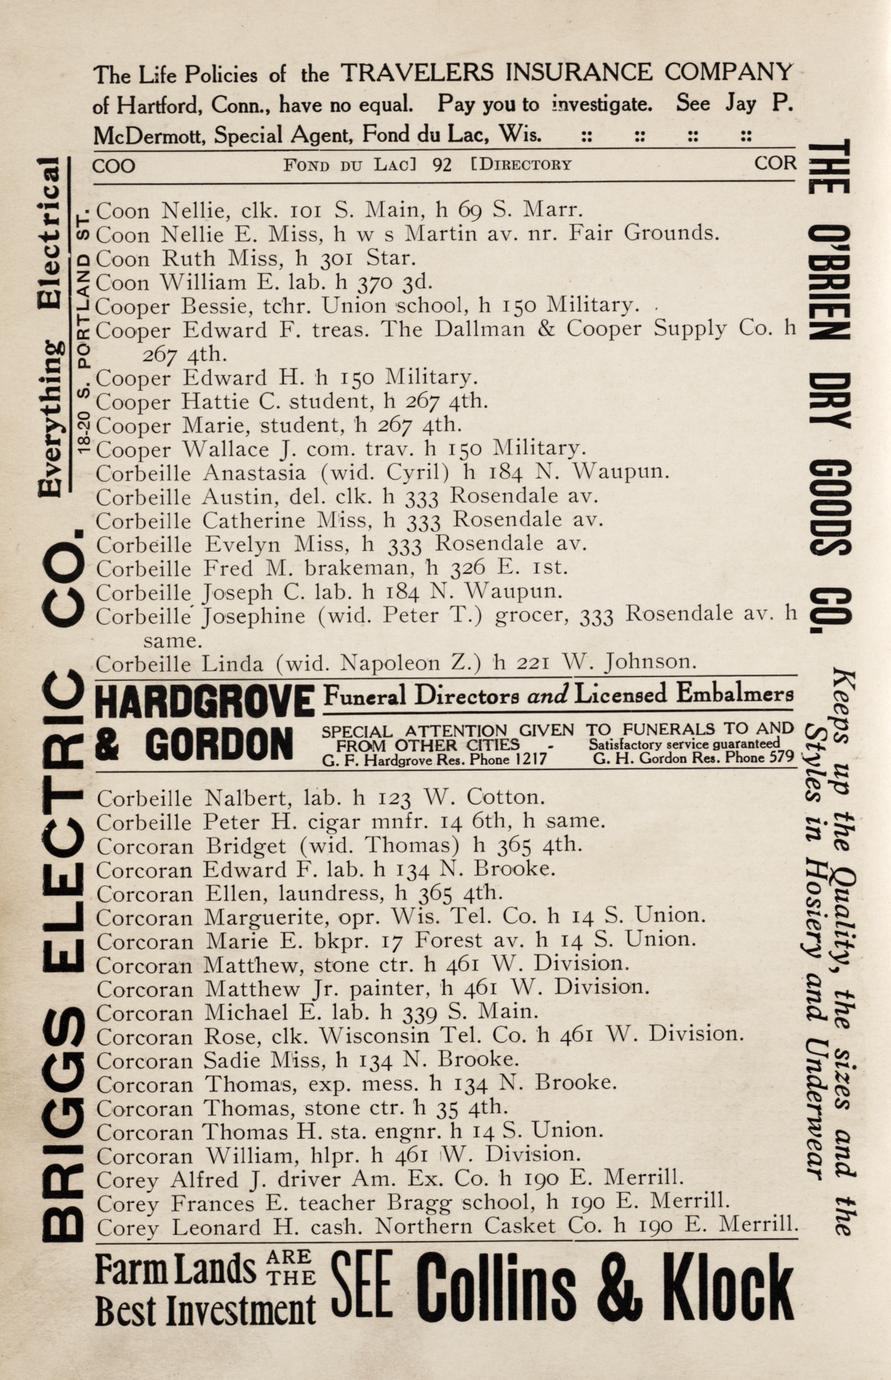 The Life Policies of the TRAVELERS INSURANCE COMPANY
of Hartford, Conn., have no equal. Pay you to investigate. See Jay P.
McDermott, Special Agent, Fond du Lac, Wis. :: :: :: ::
COO FOND DU LAC] 92 [DIRECTORY COR
Coon Nellie, clk. 101 S. Main, h 69 S. Marr.
Coon Nellie E. Miss, h w s Martin av. nr. Fair Grounds.
Coon Ruth Miss, h 301 Star.
Coon William E. lab. h 370 3d.
Cooper Bessie, tchr. Union school, h 150 Military.
Cooper Edward F. treas. The Dallman & Cooper Supply Co. h
267 4th.
Cooper Edward H. h 150 Military.
Cooper Hattie C. student, h 267 4th.
Cooper Marie, student, h 267 4th.
Cooper Wallace J. com. trav. h 150 Military.
Corbeille Anastasia (wid. Cyril) h 184 N. Waupun.
Corbeille Austin, del. clk. h 333 Rosendale av.
Corbeille Catherine Miss, h 333 Rosendale av.
Corbeille Evelyn Miss, h 333 Rosendale av.
Corbeille Fred M. brakeman, h 326 E. 1st.
Corbeille Joseph C. lab. h 184 N. Waupun.
Corbeille Josephine (wid. Peter T.) grocer, 333 Rosendale av. h
same.
Corbeille Linda (wid. Napoleon Z.) h 221 W. Johnson.
HARDGROVE & GORDON
Funeral Directors and Licensed Embalmers
SPECIAL ATTENTION GIVEN TO FUNERALS TO AND
FROM OTHER CITIES - Satisfactory service guaranteed
G. F. Hardgrove Res. Phone 1217 G. H. Gordon Res. Phone 579
Corbeille Nalbert, lab. h 123 W. Cotton.
Corbeille Peter H. cigar mnfr. 14 6th, h same.
Corcoran Bridget (wid. Thomas) h 365 4th.
Corcoran Edward F. lab. h 134 N. Brooke.
Corcoran Ellen, laundress, h 365 4th.
Corcoran Marguerite, opr. Wis. Tel. Co. h 14 S. Union.
Corcoran Marie E. bkpr. 17 Forest av. h 14 S. Union.
Corcoran Matthew, stone ctr. h 461 W. Division.
Corcoran Matthew Jr. painter, h 461 W. Division.
Corcoran Michael E. lab. h 339 S. Main.
Corcoran Rose, clk. Wisconsin Tel. Co. h 461 W. Division.
Corcoran Sadie Miss, h 134 N. Brooke.
Corcoran Thomas, exp. mess. h 134 N. Brooke.
Corcoran Thomas, stone ctr. h 35 4th.
Corcoran Thomas H. sta. engnr. h 14 S. Union.
Corcoran William, hlpr. h 461 W. Division.
Corey Alfred J. driver Am. Ex. Co. h 190 E. Merrill.
Corey Frances E. teacher Bragg school, h 190 E. Merrill.
Corey Leonard H. cash. Northern Casket Co. h 190 E. Merrill.
Farm Lands ARE THE
Best Investment SEE Collins & Klock
BRIGGS ELECTRIC CO. Everything Electrical
18-20 S. PORTLAND ST.
THE O'BRIEN DRY GOODS CO. Keeps up the Quality, the sizes and the
Styles in Hosiery and Underwear